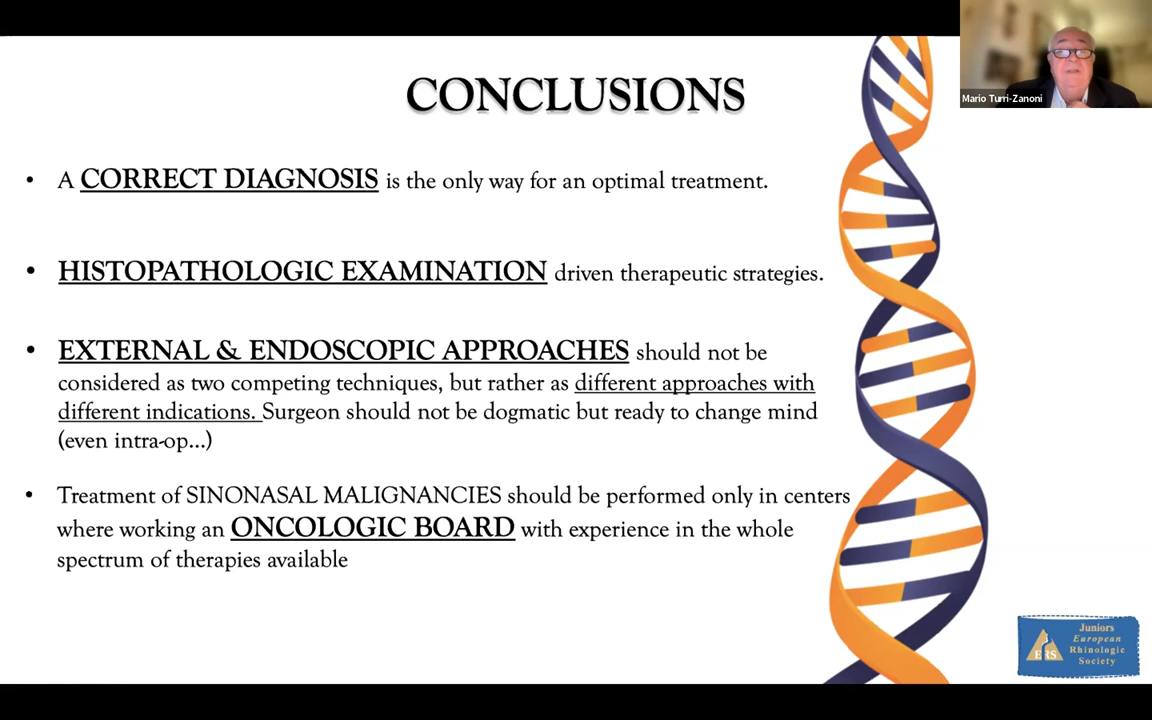 CONCLUSIONS
Mario Turri-Zanoni
• A CORRECT DIAGNOSIS is the only way for an optimal treatment.
• HISTOPATHOLOGIC EXAMINATION driven therapeutic strategies.
• EXTERNAL & ENDOSCOPIC APPROACHES should not be
considered as two competing techniques, but rather as different approaches with
different indications. Surgeon should not be dogmatic but ready to change mind
(even intra-op...)
• Treatment of SINONASAL MALIGNANCIES should be performed only in centers
where working an ONCOLOGIC BOARD with experience in the whole
spectrum of therapies available
Juniors
European
Rhinologic
Society
ERS